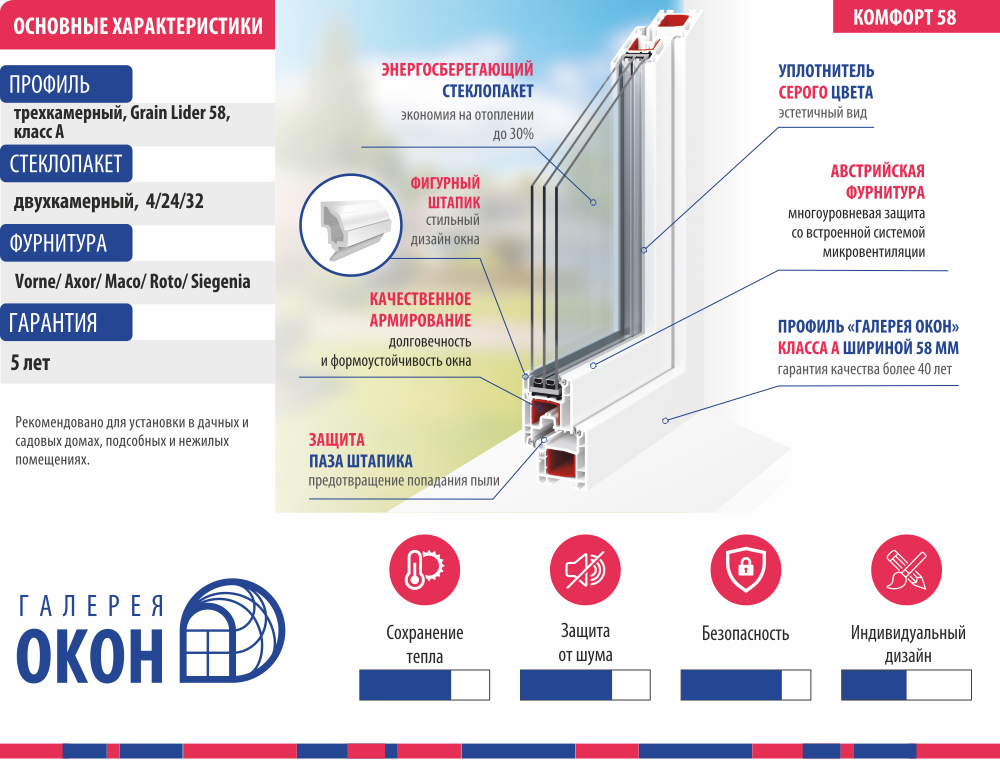 ОСНОВНЫЕ ХАРАКТЕРИСТИКИ
КОМФОРТ 58
ПРОФИЛЬ
трехкамерный, Grain Lider 58,
класс А
СТЕКЛОПАКЕТ
двухкамерный, 4/24/32
ФУРНИТУРА
Vorne/ Axor/ Maco/ Roto/ Siegenia
ГАРАНТИЯ
5 лет
Рекомендовано для установки в дачных и
садовых домах, подсобных и нежилых
помещениях.
ЭНЕРГОСБЕРЕГАЮЩИЙ
СТЕКЛОПАКЕТ
экономия на отоплении
до 30%
ФИГУРНЫЙ
ШТАПИК
стильный
дизайн окна
КАЧЕСТВЕННОЕ
АРМИРОВАНИЕ
долговечность
и формоустойчивость окна
ЗАЩИТА
ПАЗА ШТАПИКА
предотвращение попадания пыли
УПЛОТНИТЕЛЬ
СЕРОГО ЦВЕТА
эстетичный вид
АВСТРИЙСКАЯ
ФУРНИТУРА
многоуровневая защита
со встроенной системой
микровентиляции
ПРОФИЛЬ «ГАЛЕРЕЯ ОКОН»
КЛАССА А ШИРИНОЙ 58 ММ
гарантия качества более 40 лет
ГАЛЕРЕЯ
ОКОН
Сохранение
тепла
Защита
от шума
Безопасность
Индивидуальный
дизайн